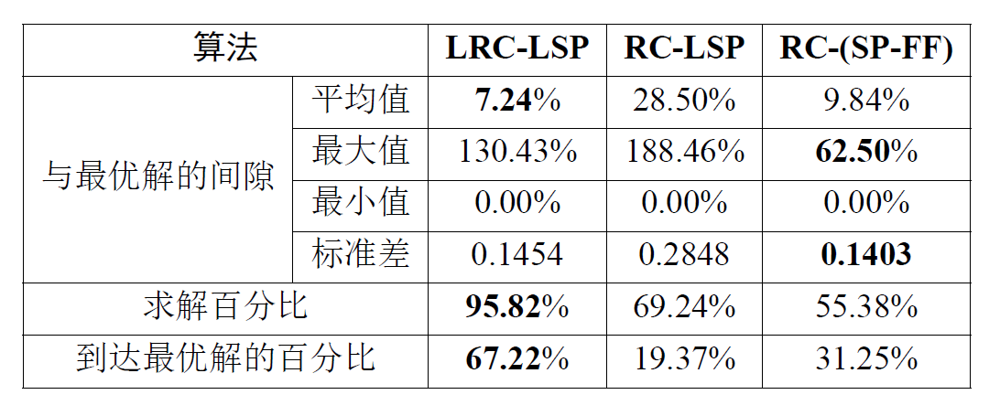 算法 LRC-LSP RC-LSP RC-(SP-FF)
与最优解的间隙 平均值 7.24% 28.50% 9.84%
最大值 130.43% 188.46% 62.50%
最小值 0.00% 0.00% 0.00%
标准差 0.1454 0.2848 0.1403
求解百分比 95.82% 69.24% 55.38%
到达最优解的百分比 67.22% 19.37% 31.25%